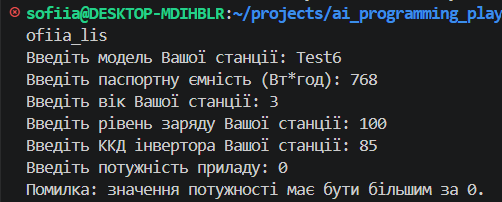 sofiia@DESKTOP-MDIHBLR:~/projects/ai_programming_play
ofiia_lis
Введіть модель Вашої станції: Test6
Введіть паспортну ємність (Вт*год): 768
Введіть вік Вашої станції: 3
Введіть рівень заряду Вашої станції: 100
Введіть ККД інвертора Вашої станції: 85
Введіть потужність приладу: 0
Помилка: значення потужності має бути більшим за 0.